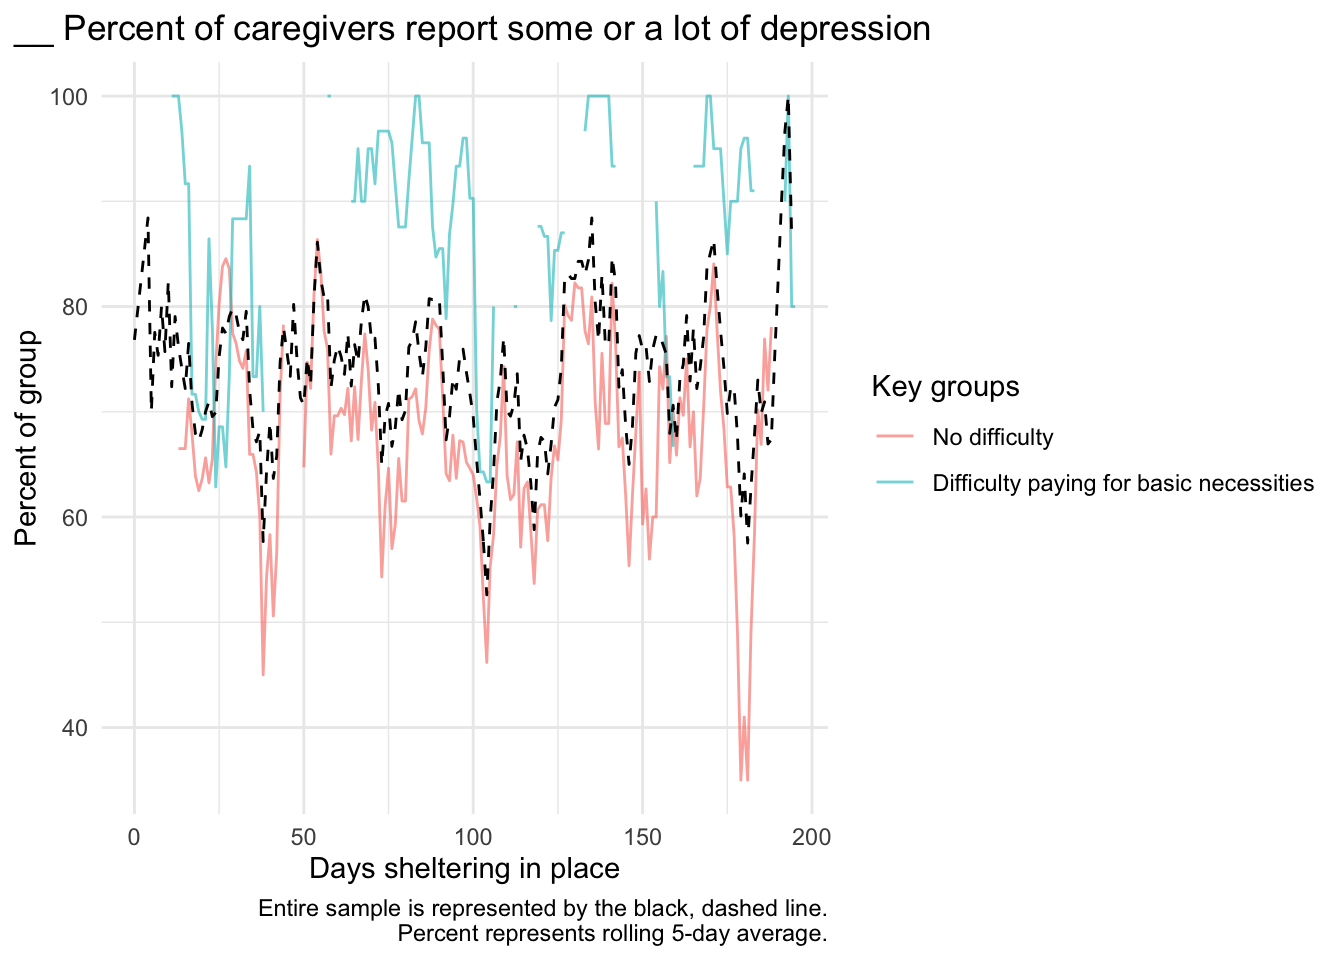 __ Percent of caregivers report some or a lot of depression
Percent of group
100
80
60
40
0
50
100
150
200
Days sheltering in place
Key groups
No difficulty
Difficulty paying for basic necessities
Entire sample is represented by the black, dashed line.
Percent represents rolling 5-day average.